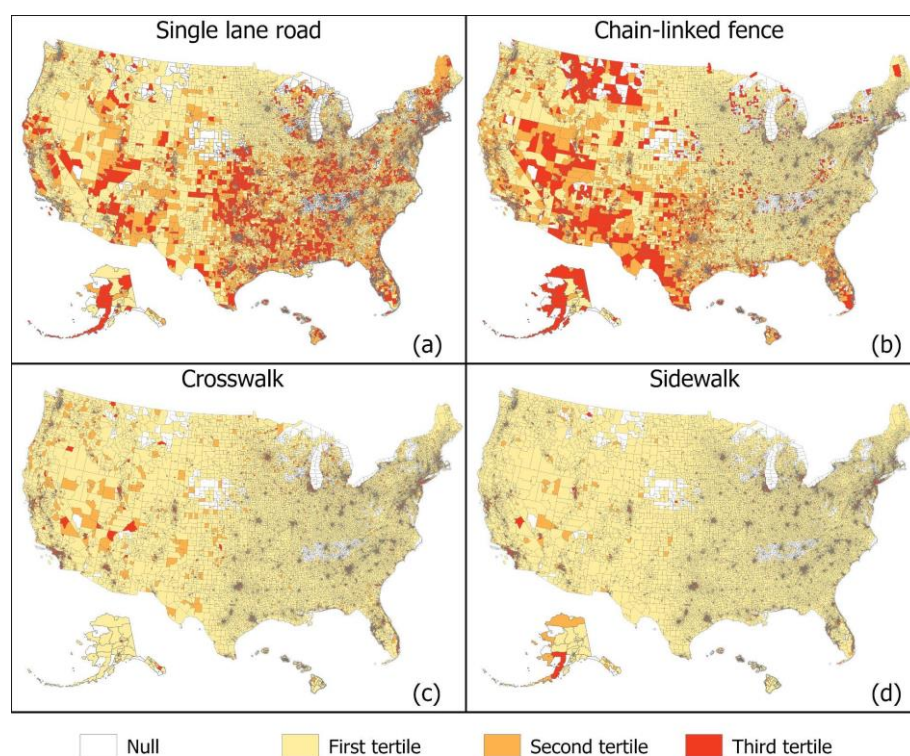 Single lane road
Chain-linked fence
(a)
(b)
Crosswalk
Sidewalk
(c)
(d)
Null
First tertile
Second tertile
Third tertile